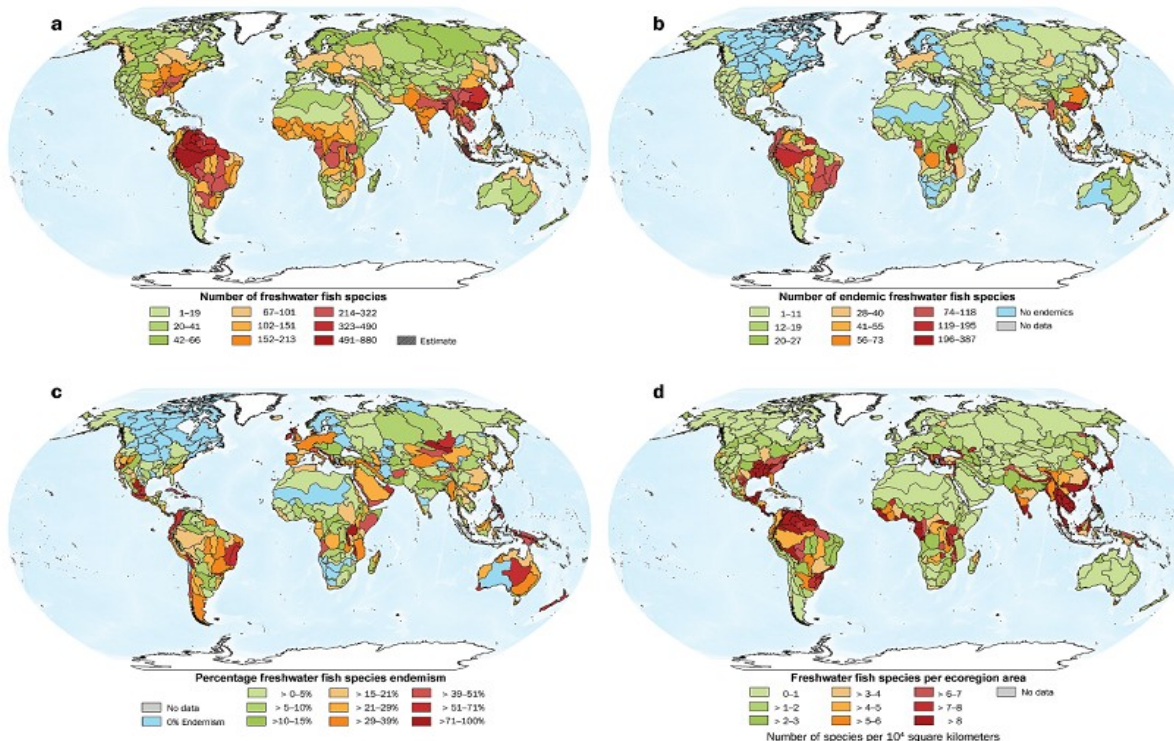 a
Number of freshwater fish species
1–19
67–101
214–322
20–41
102–151
323–490
42–66
152–213
491–880
Estimate
b
Number of endemic freshwater fish species
1–11
28–40
74–118
No endemics
12–19
41–55
119–195
No data
20–27
56–73
196–387
c
Percentage freshwater fish species endemism
No data
> 0–5%
> 15–21%
> 39–51%
0% Endemism
> 5–10%
> 21–29%
> 51–71%
>10–15%
> 29–39%
>71–100%
d
Freshwater fish species per ecoregion area
0–1
> 3–4
> 6–7
No data
> 1–2
> 4–5
> 7–8
> 2–3
> 5–6
> 8
Number of species per 10⁴ square kilometers